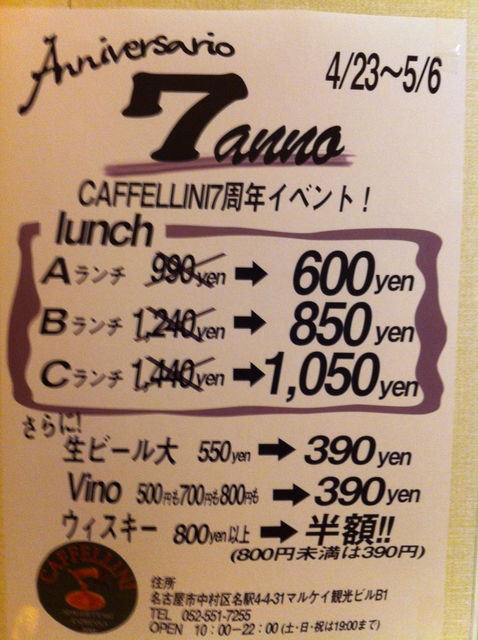 Anniversario
4/23～5/6
7 anno
CAFFELLINI7周年イベント！
lunch
Aランチ 990yen ➡ 600yen
Bランチ 1,240yen ➡ 850yen
Cランチ 1,440yen ➡ 1,050yen
さらに!
生ビール大 550yen ➡ 390yen
Vino 500円も700円も800円も ➡ 390yen
ウィスキー 800yen以上 ➡ 半額!!
(800円未満は390円)
CAFFELLINI
住所
名古屋市中村区名駅4-4-31マルケイ観光ビルB1
TEL 052-551-7255
OPEN 10：00－22：00 (土・日・祝は19:00まで)